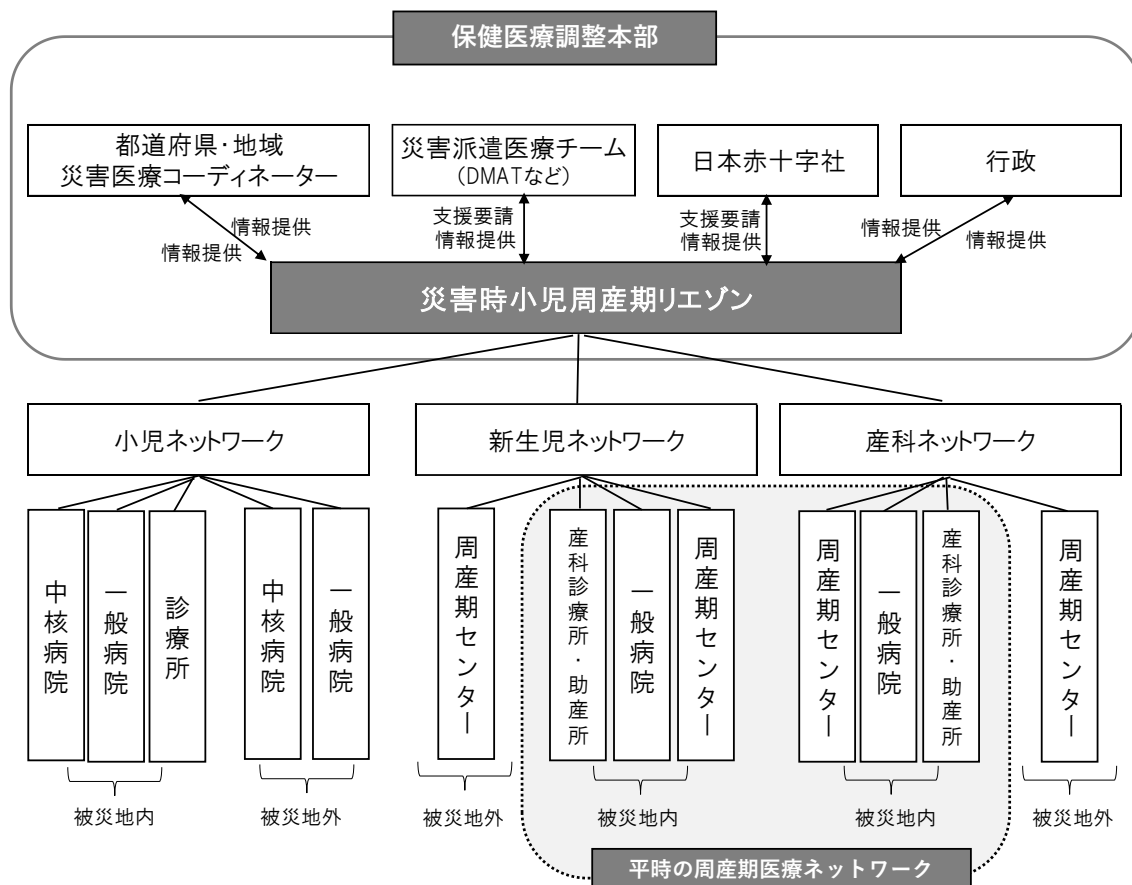 保健医療調整本部
都道府県・地域
災害医療コーディネーター
災害派遣医療チーム
(DMATなど)
日本赤十字社
行政
情報提供
情報提供
支援要請
情報提供
支援要請
情報提供
情報提供
情報提供
災害時小児周産期リエゾン
小児ネットワーク
新生児ネットワーク
産科ネットワーク
中核病院
一般病院
診療所
中核病院
一般病院
周産期センター
産科診療所・助産所
一般病院
周産期センター
周産期センター
一般病院
産科診療所・助産所
周産期センター
被災地内
被災地外
被災地外
被災地内
被災地内
被災地外
平時の周産期医療ネットワーク